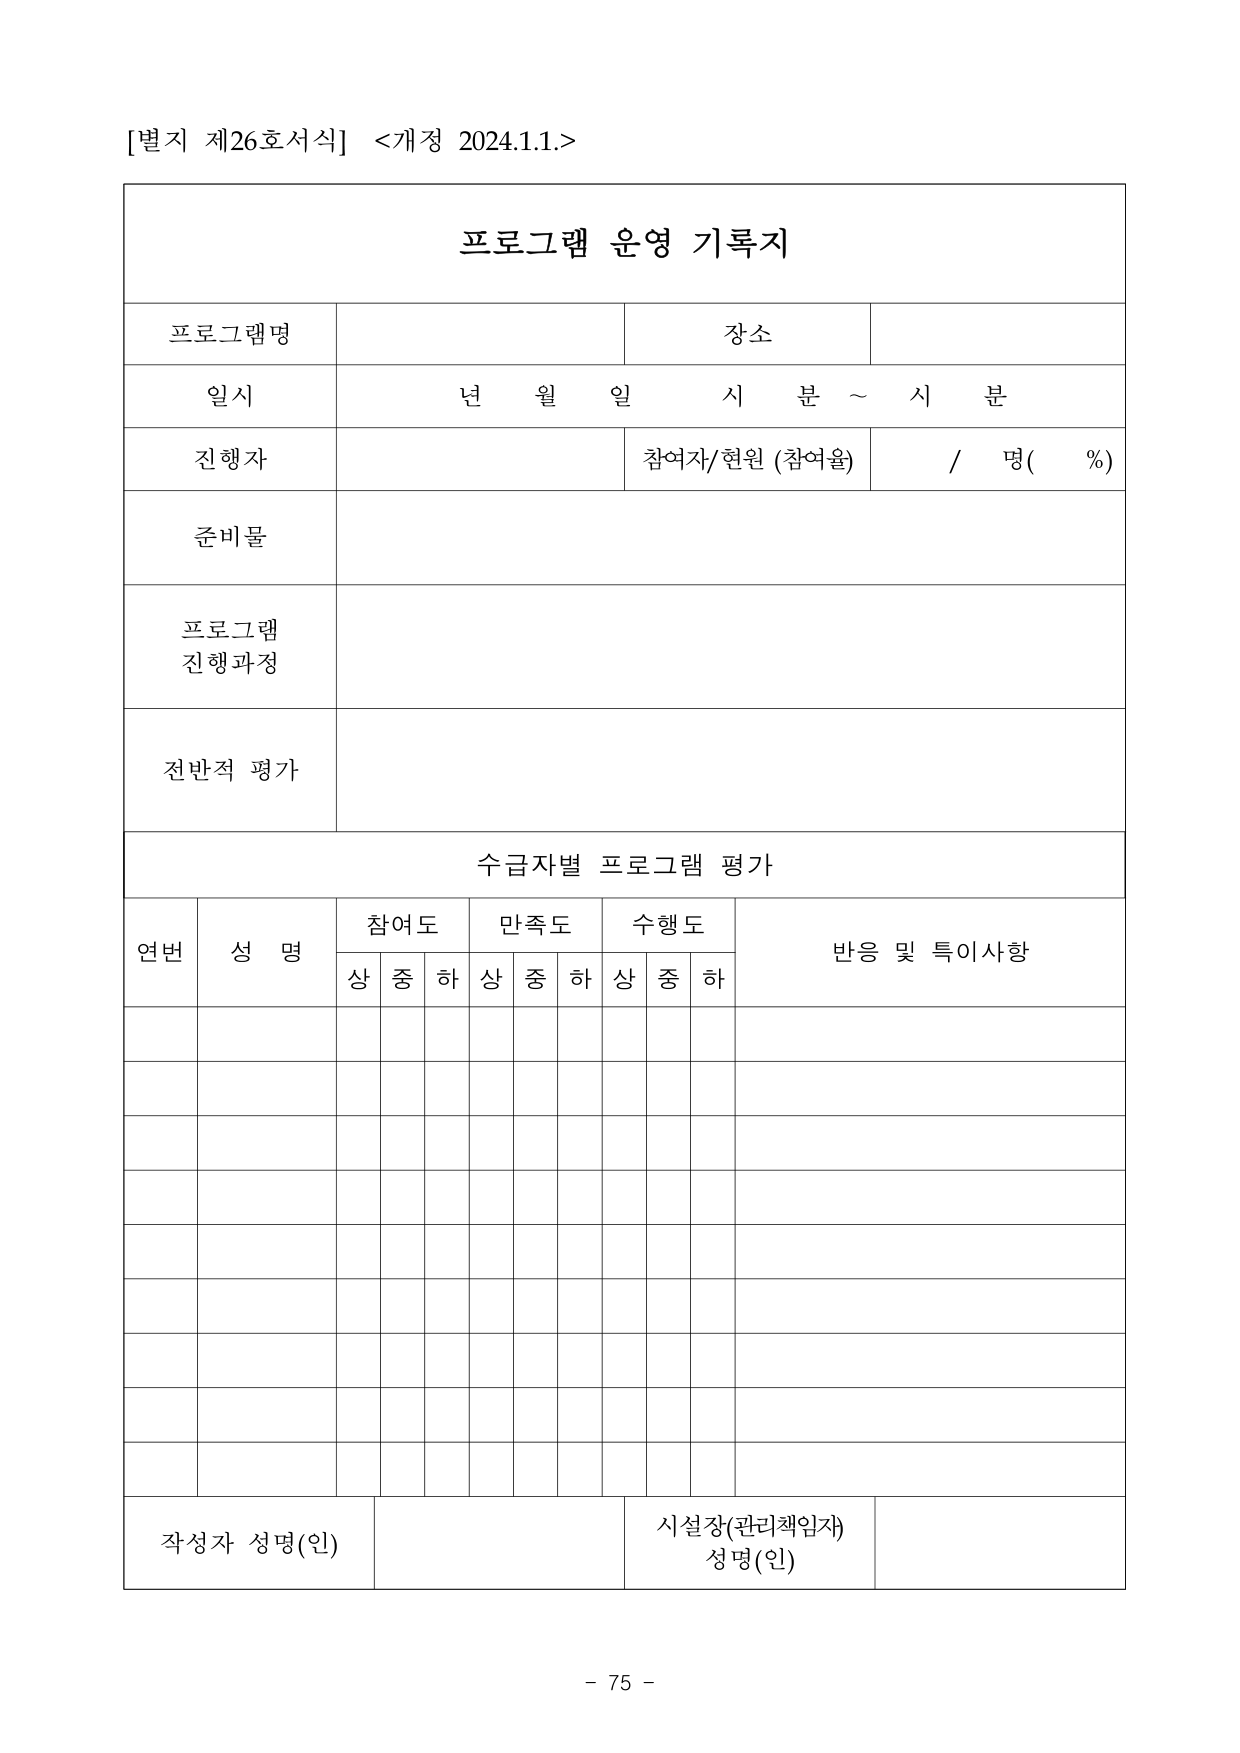 [별지 제26호서식] <개정 2024.1.1.>
프로그램 운영 기록지
프로그램명 장소
일시 년 월 일 시 분 ~ 시 분
진행자 참여자/현원 (참여율) / 명( %)
준비물
프로그램
진행과정
전반적 평가
수급자별 프로그램 평가
연번 성 명 참여도 만족도 수행도 반응 및 특이사항
상 중 하 상 중 하 상 중 하
작성자 성명(인) 시설장(관리책임자)
성명(인)
- 75 -